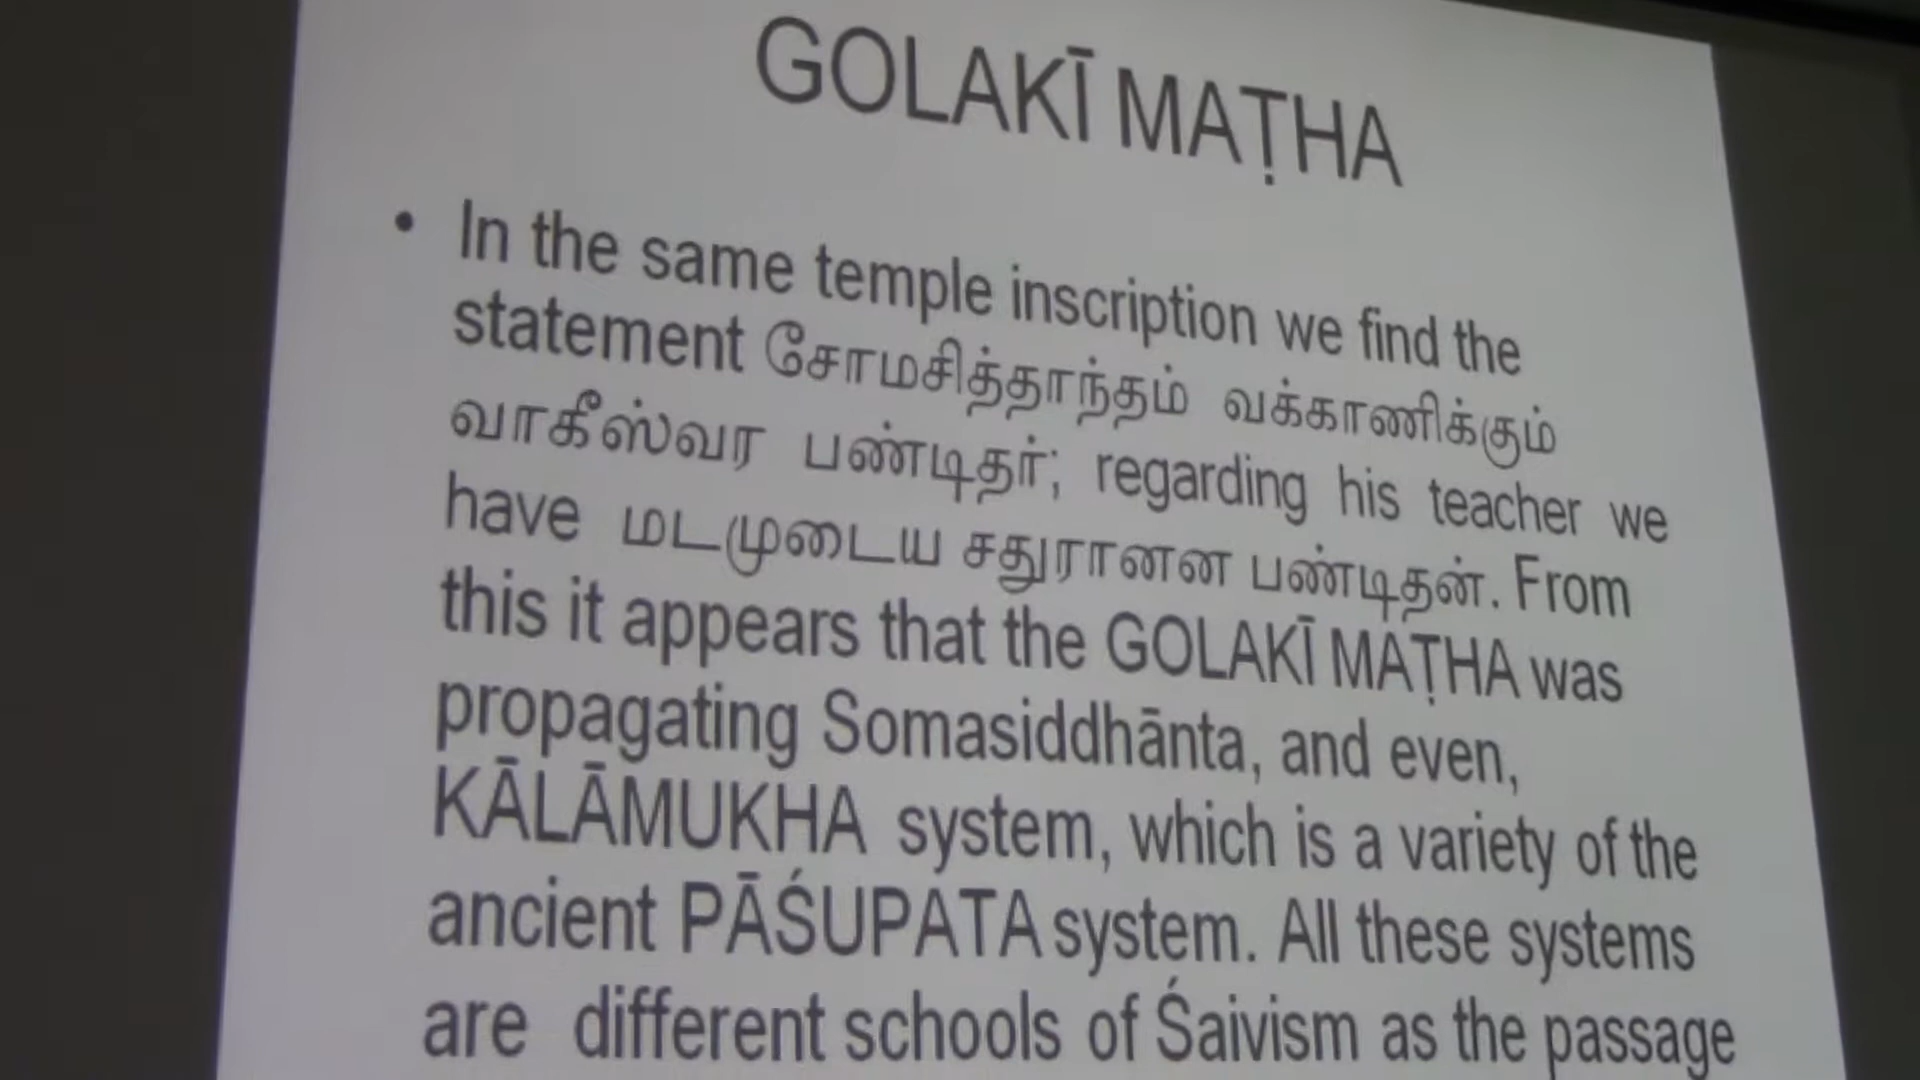 GOLAKĪ MAṬHA
• In the same temple inscription we find the
statement சோமசித்தாந்தம் வக்காணிக்கும்
வாகீஸ்வர பண்டிதர்; regarding his teacher we
have மடமுடைய சதுரானன பண்டிதன். From
this it appears that the GOLAKĪ MAṬHA was
propagating Somasiddhānta, and even,
KĀLĀMUKHA system, which is a variety of the
ancient PĀŚUPATA system. All these systems
are different schools of Śaivism as the passage